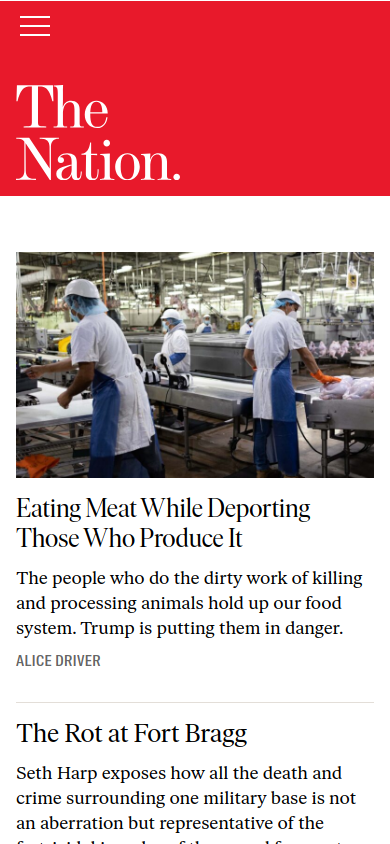 The
Nation.
Eating Meat While Deporting
Those Who Produce It
The people who do the dirty work of killing
and processing animals hold up our food
system. Trump is putting them in danger.
ALICE DRIVER
The Rot at Fort Bragg
Seth Harp exposes how all the death and
crime surrounding one military base is not
an aberration but representative of the